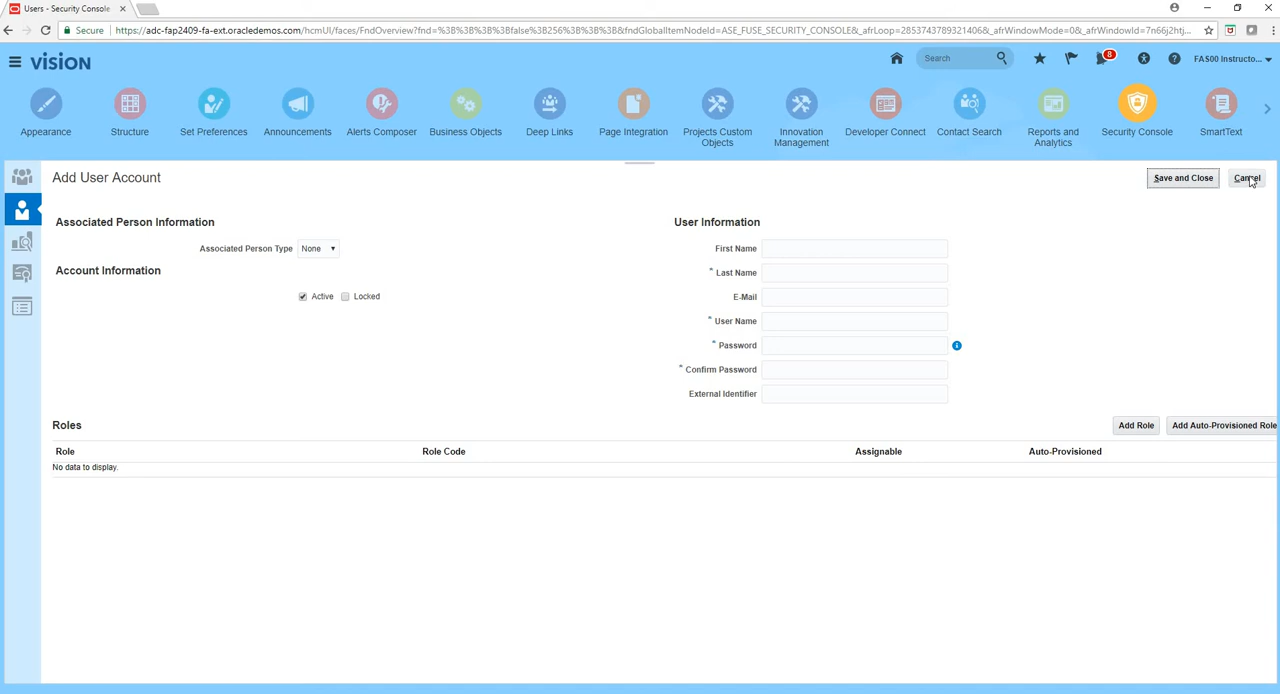 Users - Security Console
Secure https://adc-fap2409-fa-ext.oracledemos.com/hcmUI/faces/FndOverview?fnd=%3B%3B%3B%3Bfalse%3B256%3B%3B%3B&fndGlobalItemNodeId=ASE_FUSE_SECURITY_CONSOLE&_afrLoop=28537437893214​06&_afrWindowMode=0&_afrWindowId=7n66j2htj...
VISION
Search
8
FAS00 Instructo...
Appearance
Structure
Set Preferences
Announcements
Alerts Composer
Business Objects
Deep Links
Page Integration
Projects Custom Objects
Innovation Management
Developer Connect
Contact Search
Reports and Analytics
Security Console
SmartText
Add User Account
Save and Close
Cancel
Associated Person Information
Associated Person Type None
Account Information
Active Locked
User Information
First Name
* Last Name
E-Mail
* User Name
* Password
* Confirm Password
External Identifier
Roles
Add Role
Add Auto-Provisioned Role
Role Role Code Assignable Auto-Provisioned
No data to display.